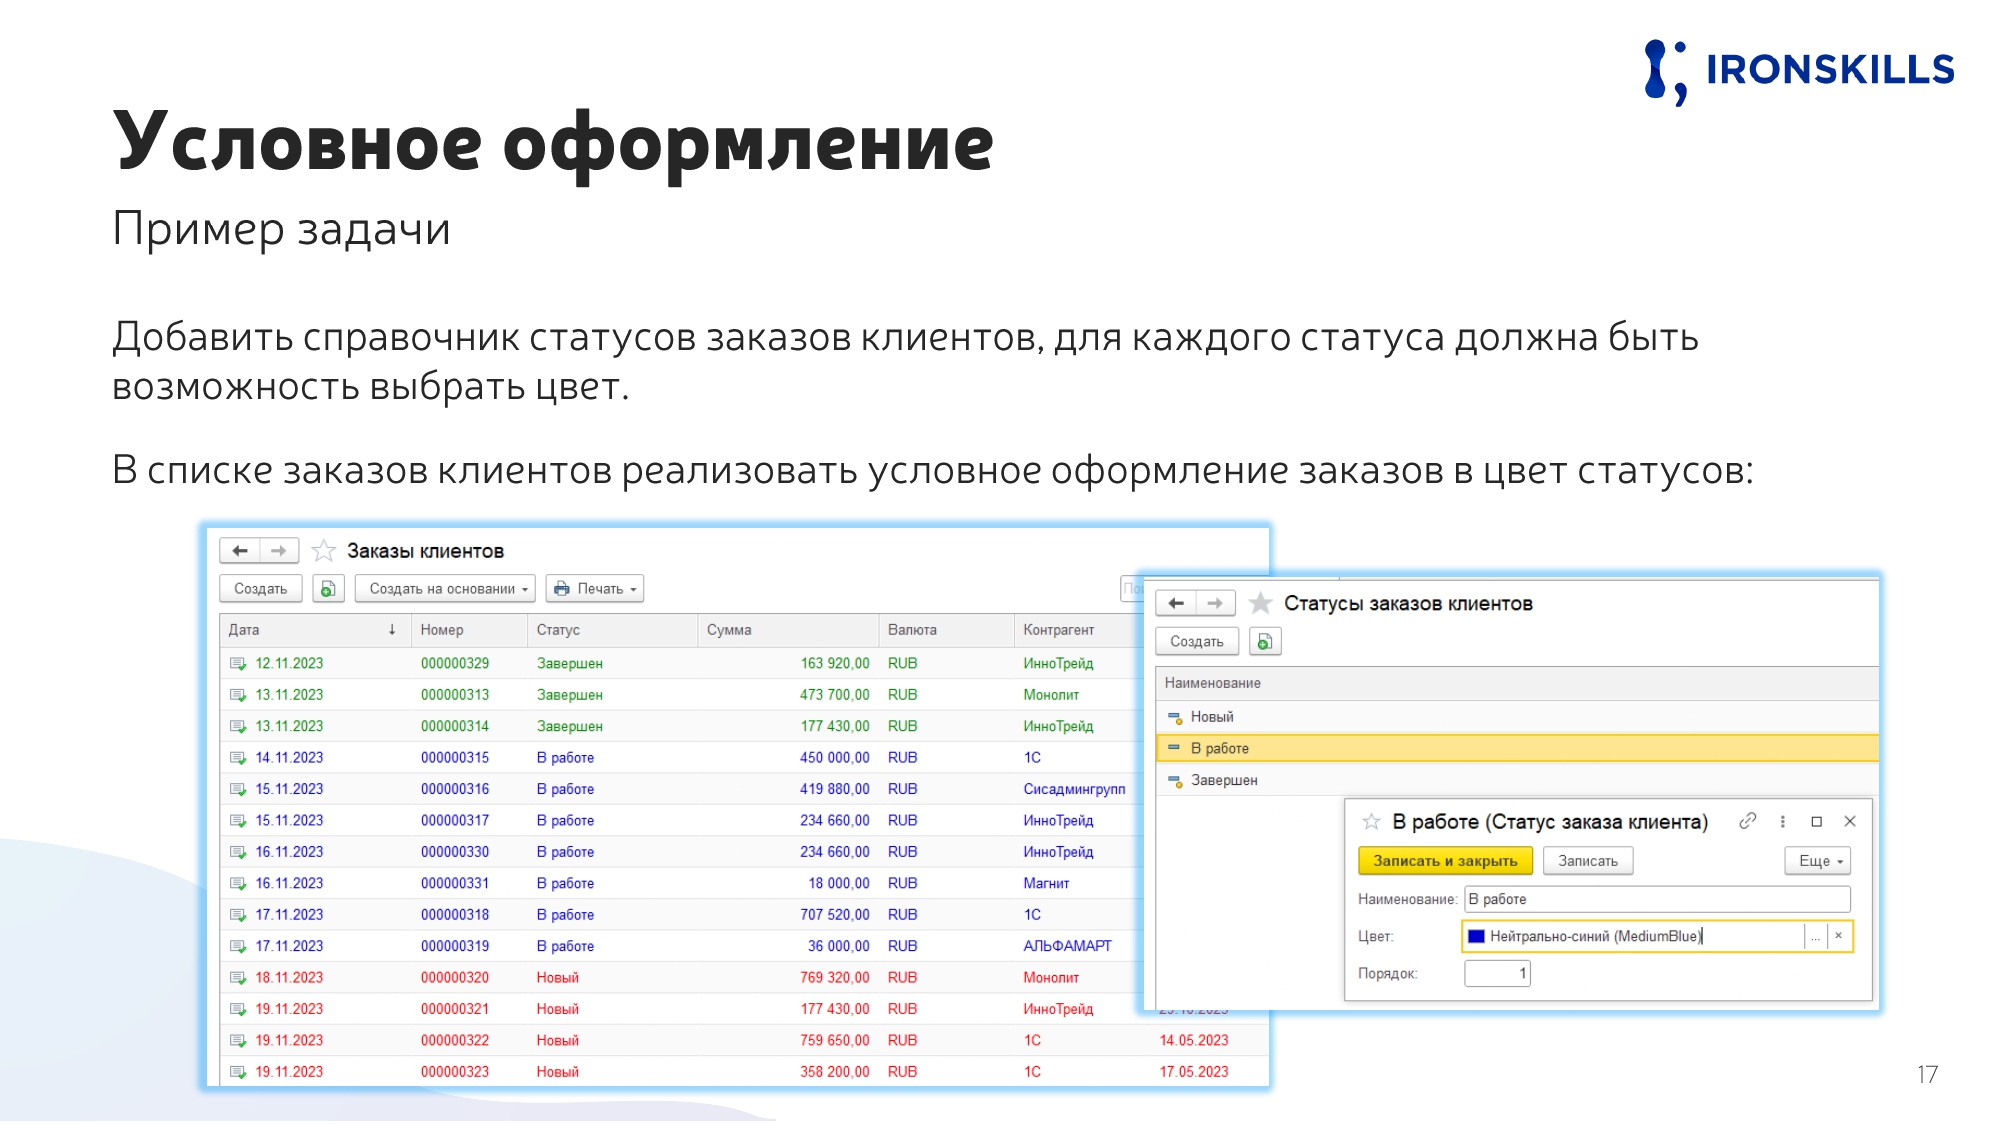 IRONSKILLS
Условное оформление
Пример задачи
Добавить справочник статусов заказов клиентов, для каждого статуса должна быть
возможность выбрать цвет.
В списке заказов клиентов реализовать условное оформление заказов в цвет статусов:
Заказы клиентов
Создать Создать на основании Печать
Дата ↓ Номер Статус Сумма Валюта Контрагент
12.11.2023 000000329 Завершен 163 920,00 RUB ИнноТрейд
13.11.2023 000000313 Завершен 473 700,00 RUB Монолит
13.11.2023 000000314 Завершен 177 430,00 RUB ИнноТрейд
14.11.2023 000000315 В работе 450 000,00 RUB 1С
15.11.2023 000000316 В работе 419 880,00 RUB Сисадмингрупп
15.11.2023 000000317 В работе 234 660,00 RUB ИнноТрейд
16.11.2023 000000330 В работе 234 660,00 RUB ИнноТрейд
16.11.2023 000000331 В работе 18 000,00 RUB Магнит
17.11.2023 000000318 В работе 707 520,00 RUB 1С
17.11.2023 000000319 В работе 36 000,00 RUB АЛЬФАМАРТ
18.11.2023 000000320 Новый 769 320,00 RUB Монолит
19.11.2023 000000321 Новый 177 430,00 RUB ИнноТрейд
19.11.2023 000000322 Новый 759 650,00 RUB 1С 14.05.2023
19.11.2023 000000323 Новый 358 200,00 RUB 1С 17.05.2023
Статусы заказов клиентов
Создать
Наименование
Новый
В работе
Завершен
В работе (Статус заказа клиента)
Записать и закрыть Записать Еще
Наименование: В работе
Цвет: Нейтрально-синий (MediumBlue) ... ×
Порядок: 1
17